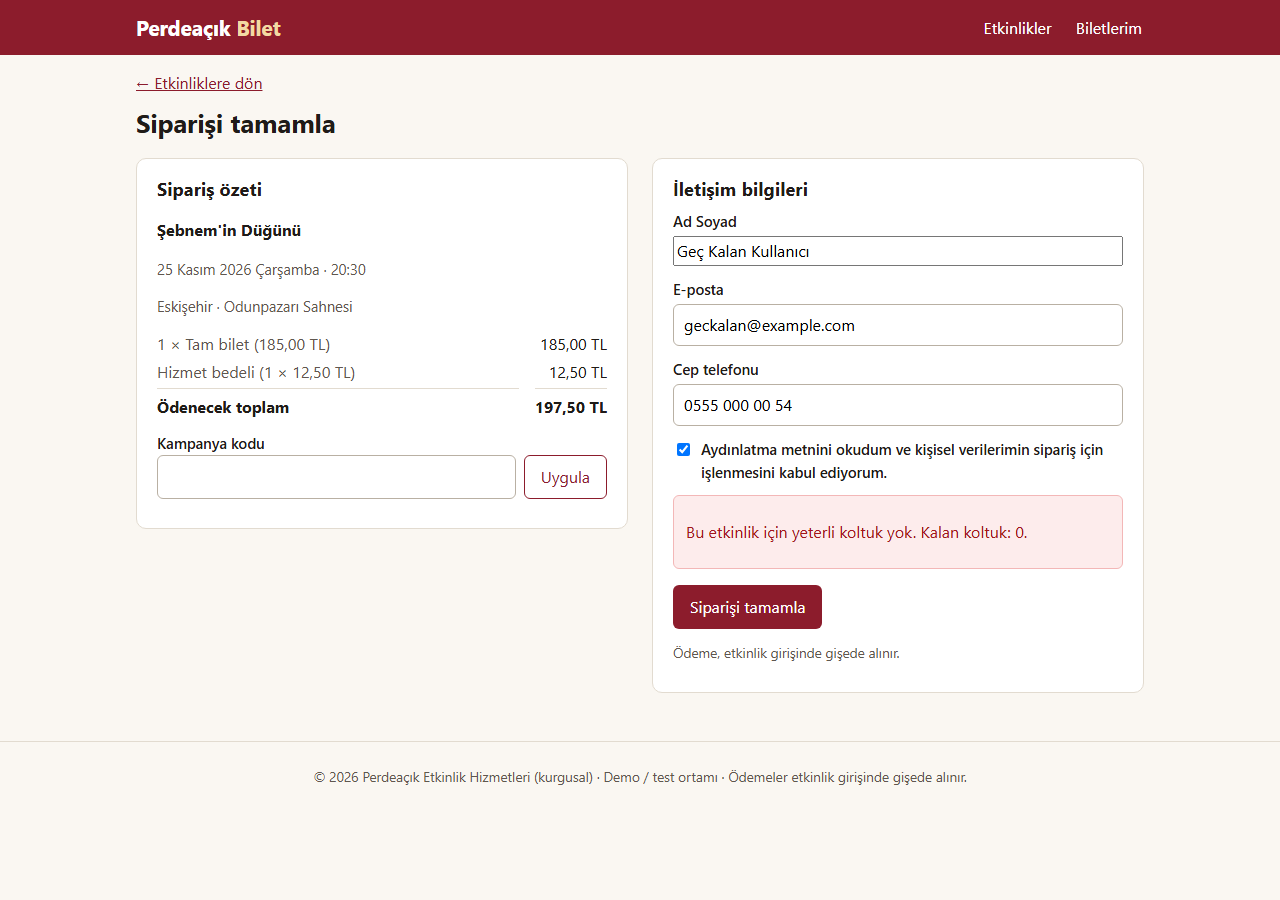 Perdeaçık Bilet
Etkinlikler
Biletlerim
← Etkinliklere dön
Siparişi tamamla
Sipariş özeti
Şebnem'in Düğünü
25 Kasım 2026 Çarşamba · 20:30
Eskişehir · Odunpazarı Sahnesi
1 × Tam bilet (185,00 TL) 185,00 TL
Hizmet bedeli (1 × 12,50 TL) 12,50 TL
Ödenecek toplam 197,50 TL
Kampanya kodu
Uygula
İletişim bilgileri
Ad Soyad
Geç Kalan Kullanıcı
E-posta
geckalan@example.com
Cep telefonu
0555 000 00 54
Aydınlatma metnini okudum ve kişisel verilerimin sipariş için
işlenmesini kabul ediyorum.
Bu etkinlik için yeterli koltuk yok. Kalan koltuk: 0.
Siparişi tamamla
Ödeme, etkinlik girişinde gişede alınır.
© 2026 Perdeaçık Etkinlik Hizmetleri (kurgusal) · Demo / test ortamı · Ödemeler etkinlik girişinde gişede alınır.